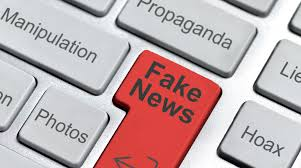 Propaganda
Manipulation
Fake
News
Lie
Photos
Hoax